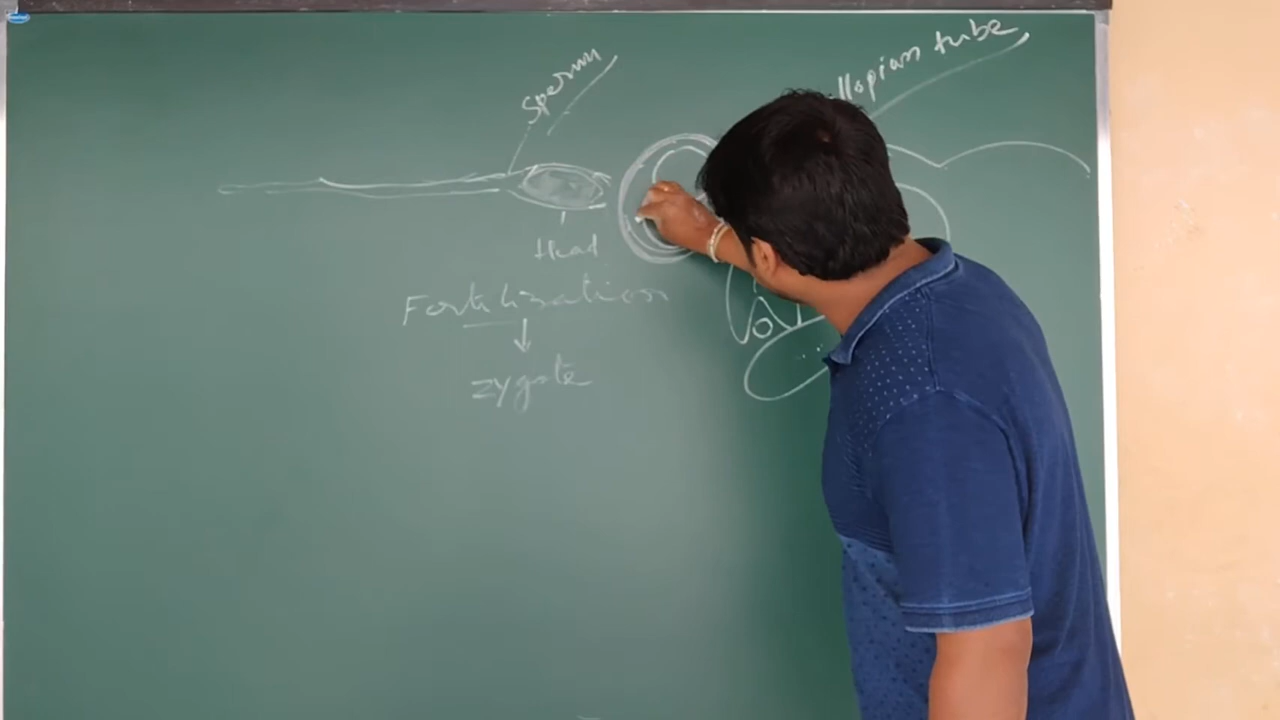 Sperm
llopian tube
Head
Fertilization
zygote